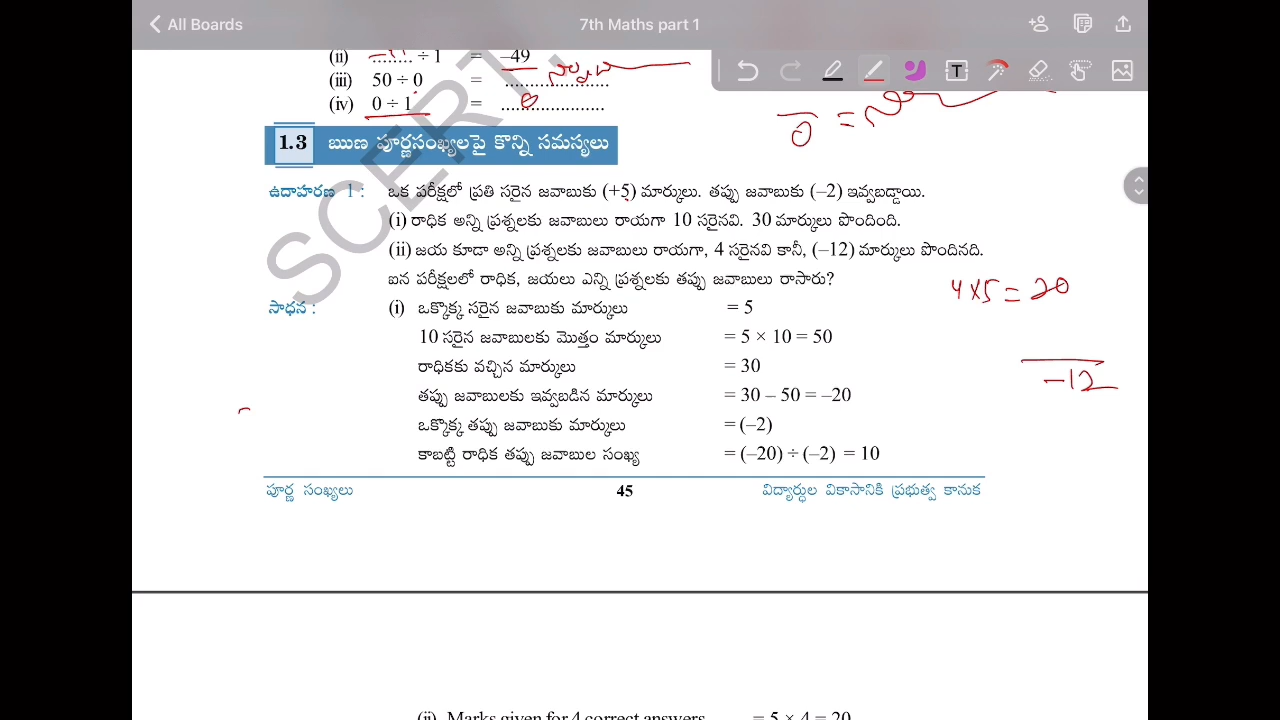 All Boards
7th Maths part 1
(ii) ........ ÷ 1 = –49
(iii) 50 ÷ 0 = .....................
(iv) 0 ÷ 1 = 0 .....................
1.3 ఋణ పూర్ణసంఖ్యలపై కొన్ని సమస్యలు
ఉదాహరణ 1 : ఒక పరీక్షలో ప్రతి సరైన జవాబుకు (+5) మార్కులు. తప్పు జవాబుకు (–2) ఇవ్వబడ్డాయి.
(i) రాధిక అన్ని ప్రశ్నలకు జవాబులు రాయగా 10 సరైనవి. 30 మార్కులు పొందింది.
(ii) జయ కూడా అన్ని ప్రశ్నలకు జవాబులు రాయగా, 4 సరైనవి కానీ, (–12) మార్కులు పొందినది.
ఐన పరీక్షలలో రాధిక, జయలు ఎన్ని ప్రశ్నలకు తప్పు జవాబులు రాసారు?
4 x 5 = 20
సాధన : (i) ఒక్కొక్క సరైన జవాబుకు మార్కులు = 5
10 సరైన జవాబులకు మొత్తం మార్కులు = 5 × 10 = 50
రాధికకు వచ్చిన మార్కులు = 30
–12
తప్పు జవాబులకు ఇవ్వబడిన మార్కులు = 30 – 50 = –20
ఒక్కొక్క తప్పు జవాబుకు మార్కులు = (–2)
కాబట్టి రాధిక తప్పు జవాబుల సంఖ్య = (–20) ÷ (–2) = 10
పూర్ణ సంఖ్యలు 45 విద్యార్థుల వికాసానికి ప్రభుత్వ కానుక
(ii) Marks given for 4 correct answers = 5 × 4 = 20
SCERT,